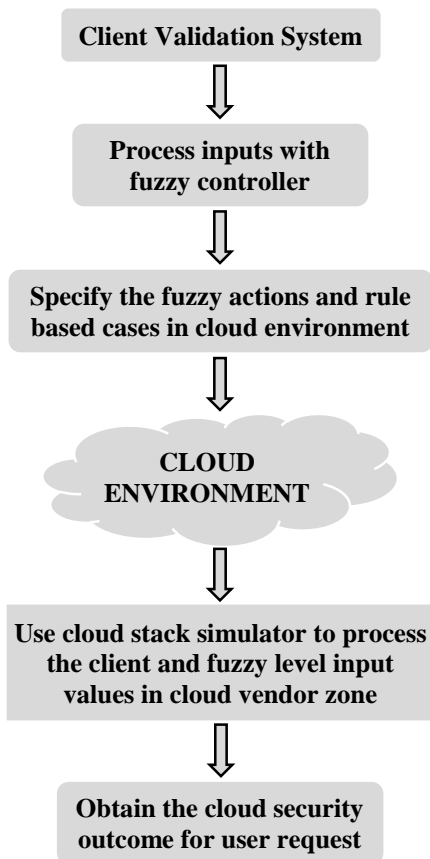 Client Validation System
Process inputs with
fuzzy controller
Specify the fuzzy actions and rule
based cases in cloud environment
CLOUD
ENVIRONMENT
Use cloud stack simulator to process
the client and fuzzy level input
values in cloud vendor zone
Obtain the cloud security
outcome for user request